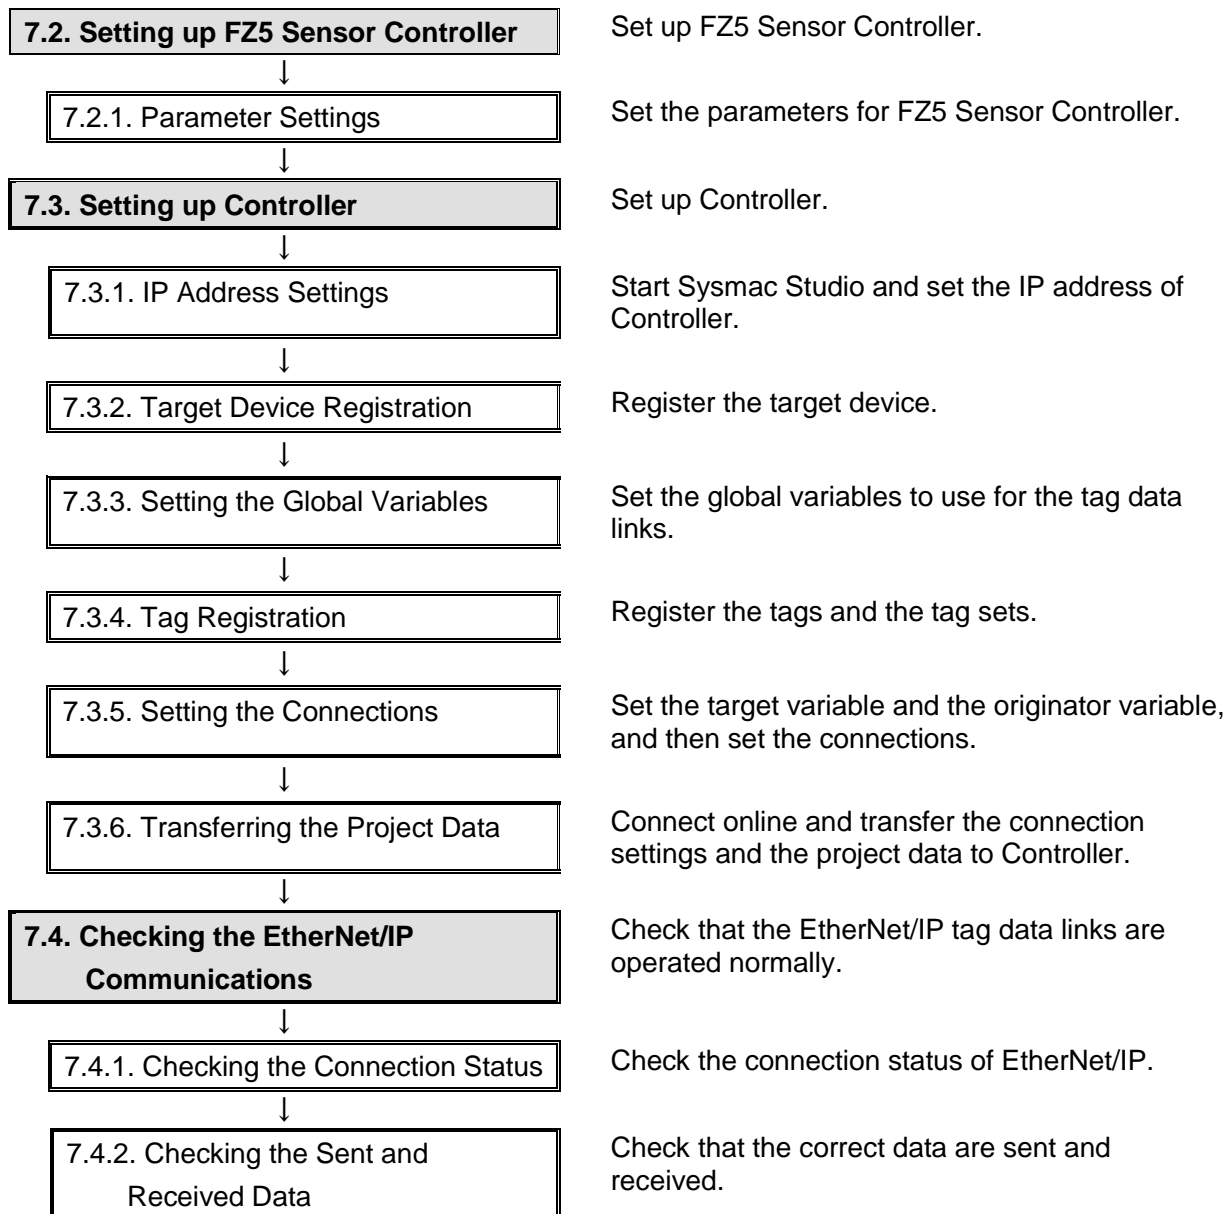 7.2. Setting up FZ5 Sensor Controller
Set up FZ5 Sensor Controller.
↓
7.2.1. Parameter Settings
Set the parameters for FZ5 Sensor Controller.
↓
7.3. Setting up Controller
Set up Controller.
↓
7.3.1. IP Address Settings
Start Sysmac Studio and set the IP address of
Controller.
↓
7.3.2. Target Device Registration
Register the target device.
↓
7.3.3. Setting the Global Variables
Set the global variables to use for the tag data
links.
↓
7.3.4. Tag Registration
Register the tags and the tag sets.
↓
7.3.5. Setting the Connections
Set the target variable and the originator variable,
and then set the connections.
↓
7.3.6. Transferring the Project Data
Connect online and transfer the connection
settings and the project data to Controller.
↓
7.4. Checking the EtherNet/IP
Communications
Check that the EtherNet/IP tag data links are
operated normally.
↓
7.4.1. Checking the Connection Status
Check the connection status of EtherNet/IP.
↓
7.4.2. Checking the Sent and
Received Data
Check that the correct data are sent and
received.